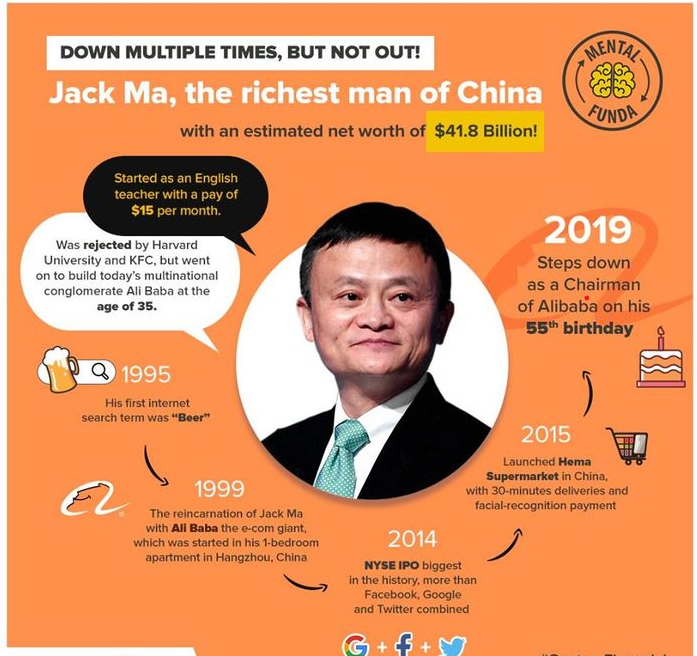 DOWN MULTIPLE TIMES, BUT NOT OUT!
MENTAL
FUNDA
Jack Ma, the richest man of China
with an estimated net worth of $41.8 Billion!
Started as an English
teacher with a pay of
$15 per month.
Was rejected by Harvard
University and KFC, but went
on to build today's multinational
conglomerate Ali Baba at the
age of 35.
1995
His first internet
search term was "Beer"
1999
The reincarnation of Jack Ma
with Ali Baba the e-com giant,
which was started in his 1-bedroom
apartment in Hangzhou, China
2014
NYSE IPO biggest
in the history, more than
Facebook, Google
and Twitter combined
G + f +
2015
Launched Hema
Supermarket in China,
with 30-minutes deliveries and
facial-recognition payment
2019
Steps down
as a Chairman
of Alibaba on his
55th birthday